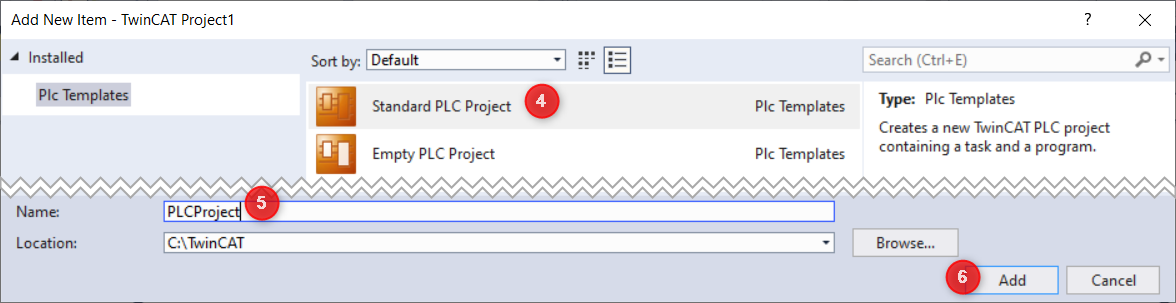 Add New Item - TwinCAT Project1
?
Installed
Plc Templates
Sort by: Default
Search (Ctrl+E)
Standard PLC Project 4 Plc Templates
Empty PLC Project Plc Templates
Type: Plc Templates
Creates a new TwinCAT PLC project
containing a task and a program.
Name: PLCProject 5
Location: C:\TwinCAT Browse...
6 Add Cancel